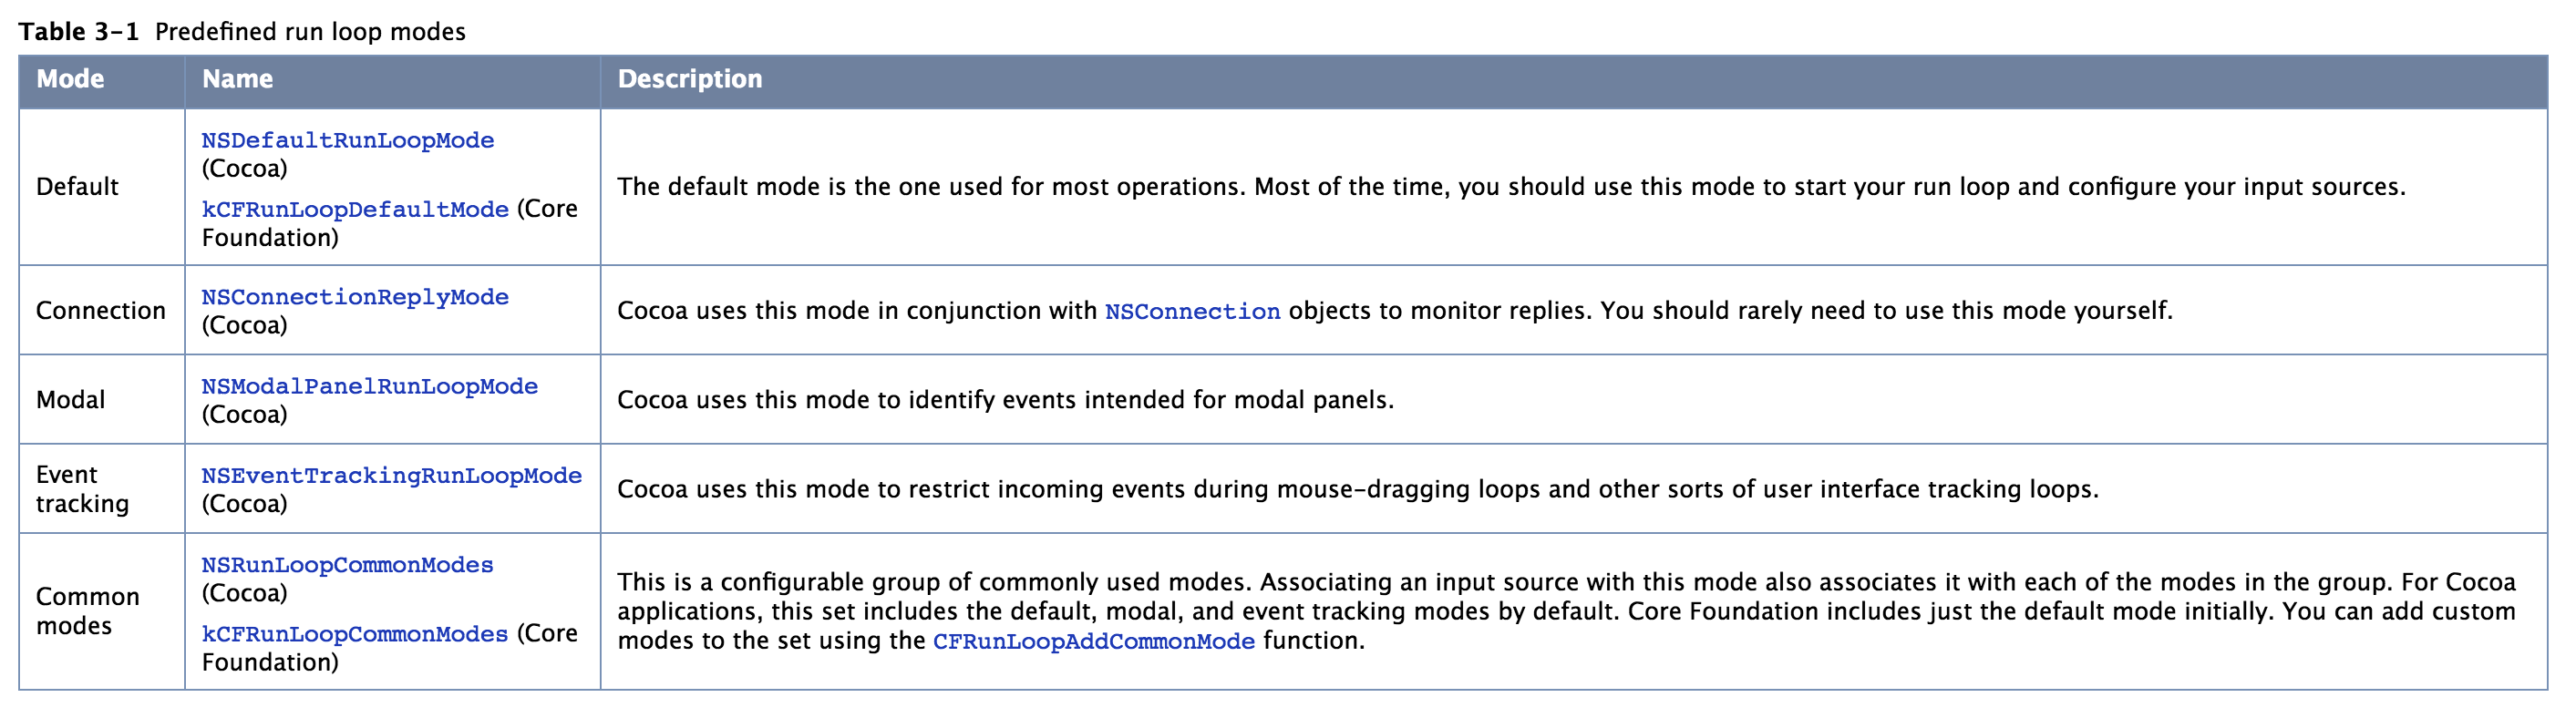 Table 3-1 Predefined run loop modes
Mode Name Description
Default
NSDefaultRunLoopMode
(Cocoa)
kCFRunLoopDefaultMode (Core
Foundation)
The default mode is the one used for most operations. Most of the time, you should use this mode to start your run loop and configure your input sources.
Connection
NSConnectionReplyMode
(Cocoa)
Cocoa uses this mode in conjunction with NSConnection objects to monitor replies. You should rarely need to use this mode yourself.
Modal
NSModalPanelRunLoopMode
(Cocoa)
Cocoa uses this mode to identify events intended for modal panels.
Event
tracking
NSEventTrackingRunLoopMode
(Cocoa)
Cocoa uses this mode to restrict incoming events during mouse-dragging loops and other sorts of user interface tracking loops.
Common
modes
NSRunLoopCommonModes
(Cocoa)
kCFRunLoopCommonModes (Core
Foundation)
This is a configurable group of commonly used modes. Associating an input source with this mode also associates it with each of the modes in the group. For Cocoa
applications, this set includes the default, modal, and event tracking modes by default. Core Foundation includes just the default mode initially. You can add custom
modes to the set using the CFRunLoopAddCommonMode function.